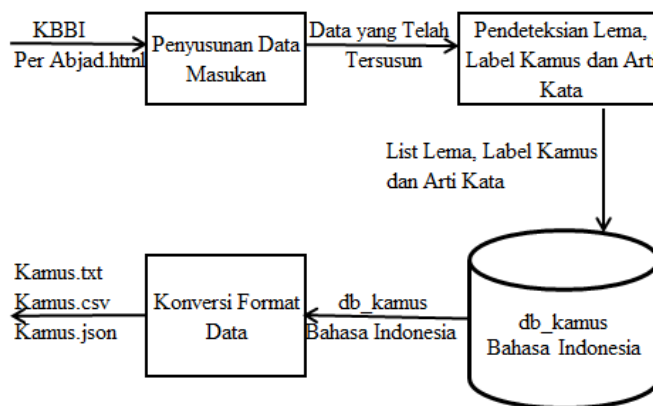 KBBI
Per Abjad.html
Penyusunan Data
Masukan
Data yang Telah
Tersusun
Pendeteksian Lema,
Label Kamus dan Arti
Kata
List Lema, Label Kamus
dan Arti Kata
db_kamus
Bahasa Indonesia
db_kamus
Bahasa Indonesia
Konversi Format
Data
Kamus.txt
Kamus.csv
Kamus.json